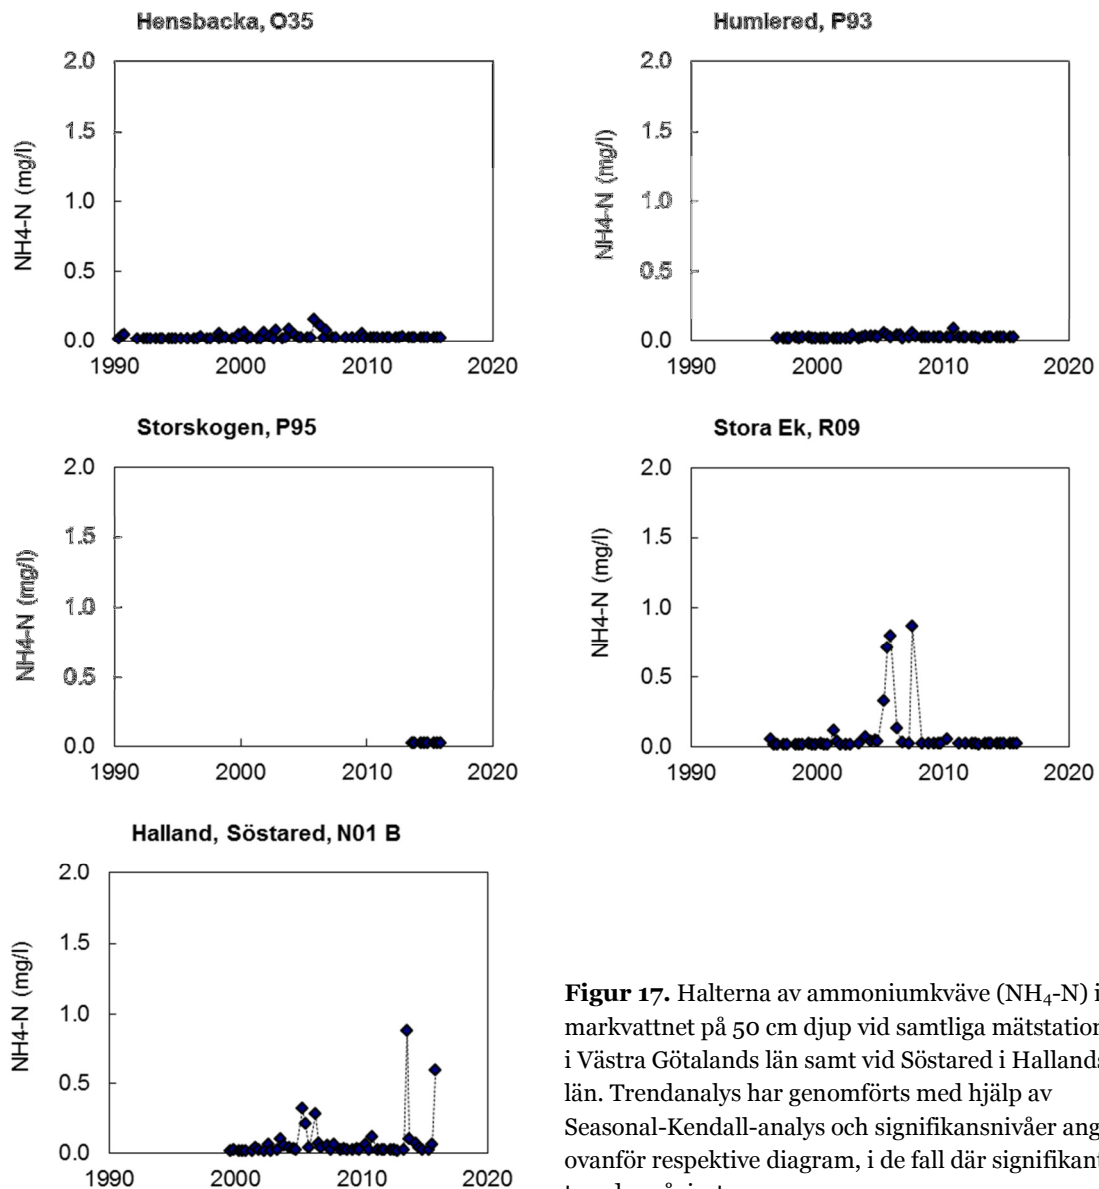 Hensbacka, O35
2.0
1.5
1.0
0.5
0.0
NH4-N (mg/l)
1990 2000 2010 2020
Humlered, P93
2.0
1.5
1.0
0.5
0.0
NH4-N (mg/l)
1990 2000 2010 2020
Storskogen, P95
2.0
1.5
1.0
0.5
0.0
NH4-N (mg/l)
1990 2000 2010 2020
Stora Ek, R09
2.0
1.5
1.0
0.5
0.0
NH4-N (mg/l)
1990 2000 2010 2020
Halland, Söstared, N01 B
2.0
1.5
1.0
0.5
0.0
NH4-N (mg/l)
1990 2000 2010 2020
Figur 17. Halterna av ammoniumkväve (NH₄-N) i
markvattnet på 50 cm djup vid samtliga mätstation
i Västra Götalands län samt vid Söstared i Hallands
län. Trendanalys har genomförts med hjälp av
Seasonal-Kendall-analys och signifikansnivåer ang
ovanför respektive diagram, i de fall där signifikant